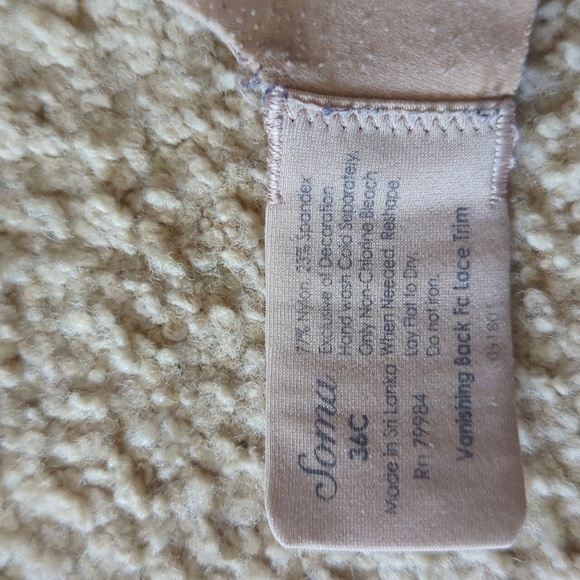 Soma
36C
Made in Sri Lanka
Rn 79984
77% Nylon 23% Spandex
Exclusive of Decoration
Hand wash Cold Separately.
Only Non-Chlorine Bleach
When Needed. Reshape
Lay Flat to Dry
Do not Iron.
Vanishing Back Fc Lace Trim